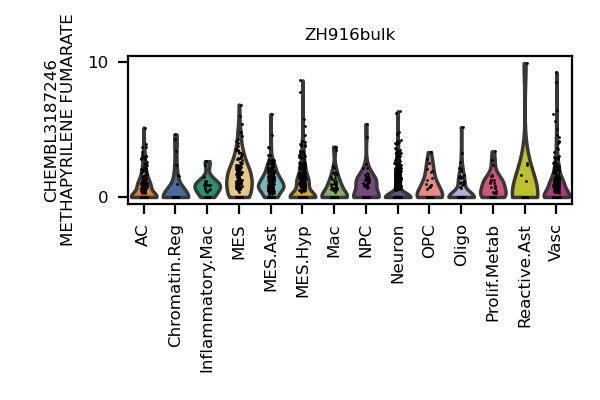 ZH916bulk
CHEMBL3187246
METHAPYRILENE FUMARATE
10
0
AC
Chromatin.Reg
Inflammatory.Mac
MES
MES.Ast
MES.Hyp
Mac
NPC
Neuron
OPC
Oligo
Prolif.Metab
Reactive.Ast
Vasc